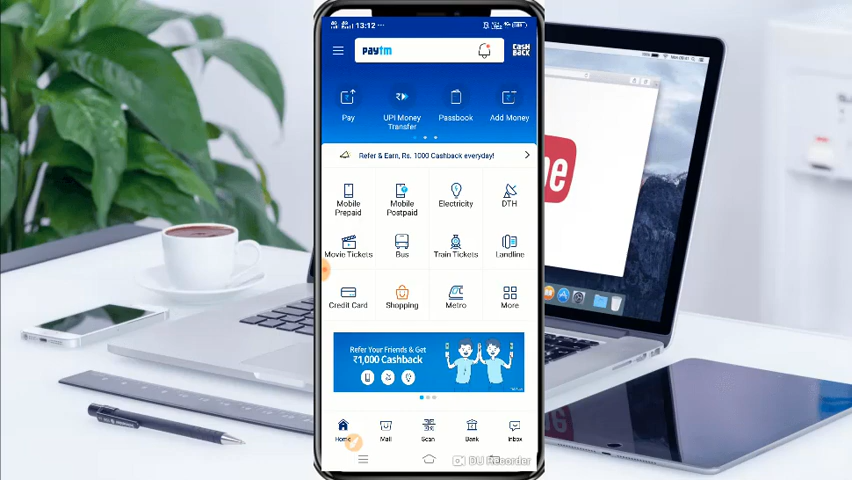 13:12
paytm
CASH
BACK
Pay
UPI Money
Transfer
Passbook
Add Money
Refer & Earn, Rs. 1000 Cashback everyday!
Mobile
Prepaid
Mobile
Postpaid
Electricity
DTH
Movie Tickets
Bus
Train Tickets
Landline
Credit Card
Shopping
Metro
More
Refer Your Friends & Get
₹1,000 Cashback
Home
Mall
Scan
Bank
Inbox
DU Recorder